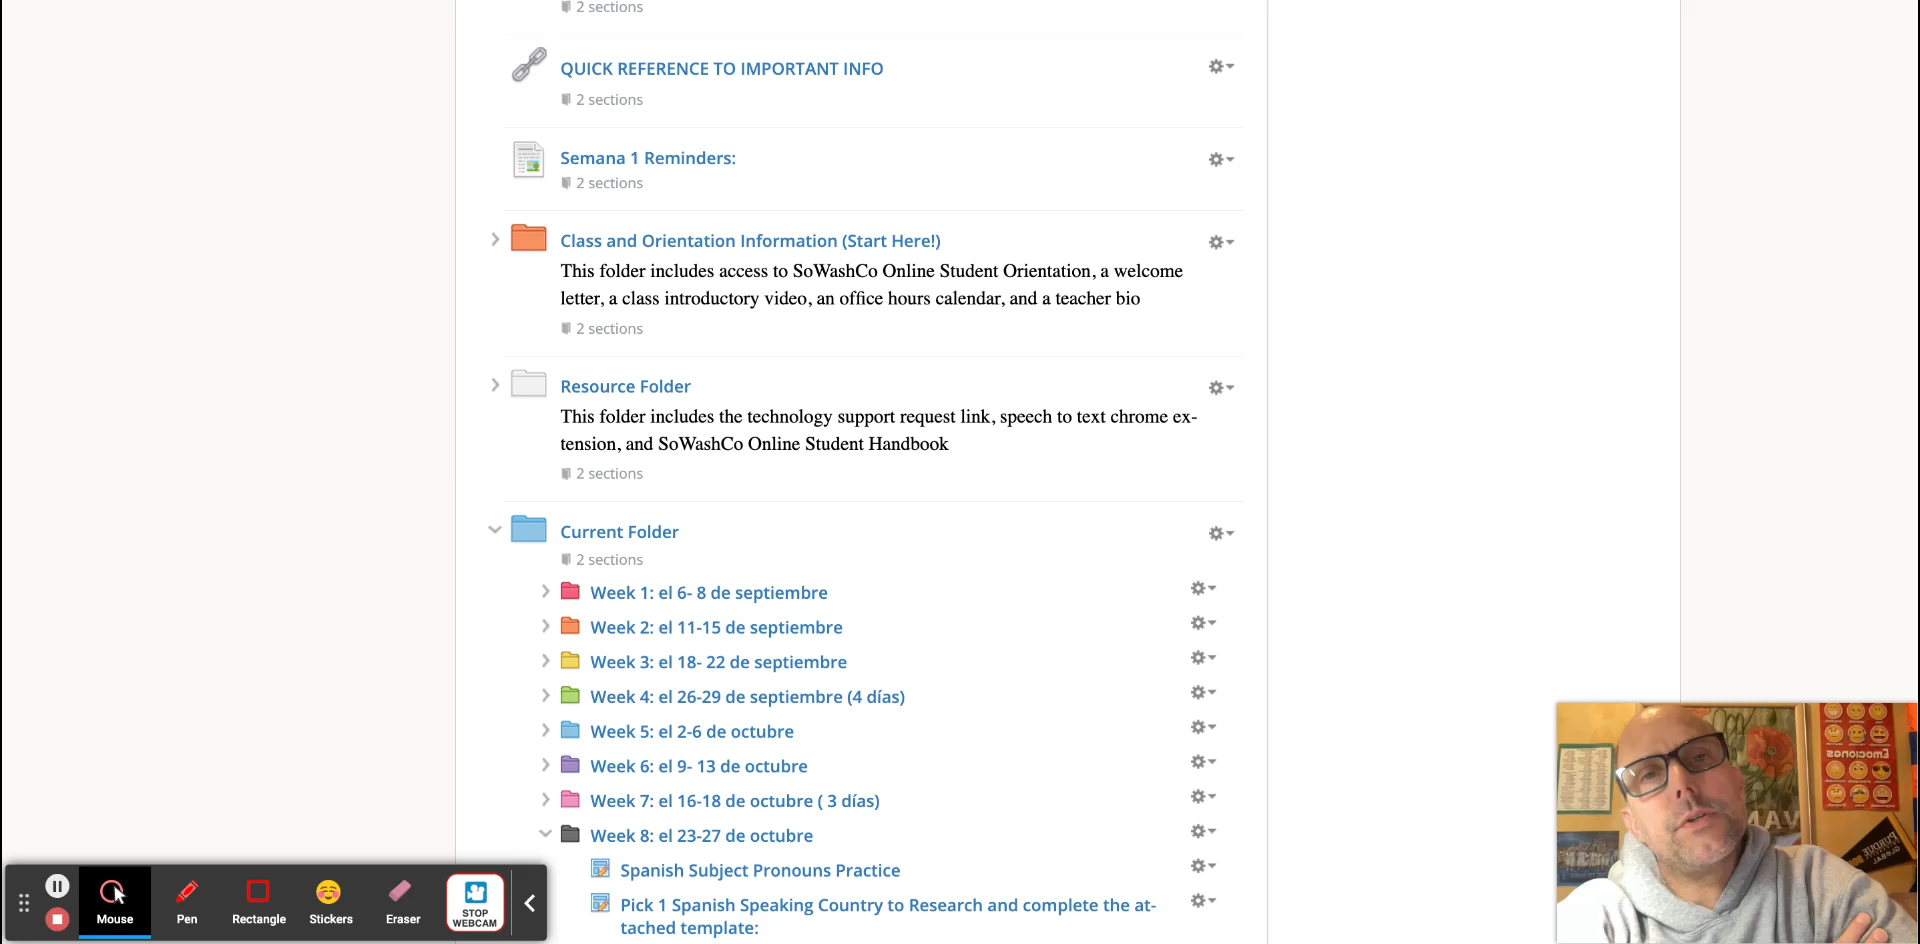 2 sections
QUICK REFERENCE TO IMPORTANT INFO
2 sections
Semana 1 Reminders:
2 sections
Class and Orientation Information (Start Here!)
This folder includes access to SoWashCo Online Student Orientation, a welcome
letter, a class introductory video, an office hours calendar, and a teacher bio
2 sections
Resource Folder
This folder includes the technology support request link, speech to text chrome ex-
tension, and SoWashCo Online Student Handbook
2 sections
Current Folder
2 sections
Week 1: el 6- 8 de septiembre
Week 2: el 11-15 de septiembre
Week 3: el 18- 22 de septiembre
Week 4: el 26-29 de septiembre (4 días)
Week 5: el 2-6 de octubre
Week 6: el 9- 13 de octubre
Week 7: el 16-18 de octubre ( 3 días)
Week 8: el 23-27 de octubre
Spanish Subject Pronouns Practice
Pick 1 Spanish Speaking Country to Research and complete the at-
tached template:
Mouse
Pen
Rectangle
Stickers
Eraser
STOP
WEBCAM
Emociones
PURDUE
GLOBAL